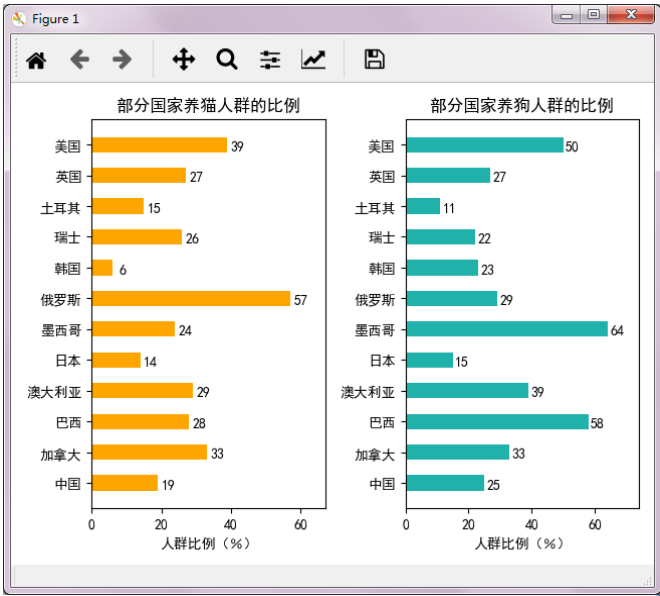 Figure 1
部分国家养猫人群的比例
美国 39
英国 27
土耳其 15
瑞士 26
韩国 6
俄罗斯 57
墨西哥 24
日本 14
澳大利亚 29
巴西 28
加拿大 33
中国 19
0 20 40 60
人群比例（%）
部分国家养狗人群的比例
美国 50
英国 27
土耳其 11
瑞士 22
韩国 23
俄罗斯 29
墨西哥 64
日本 15
澳大利亚 39
巴西 58
加拿大 33
中国 25
0 20 40 60
人群比例（%）